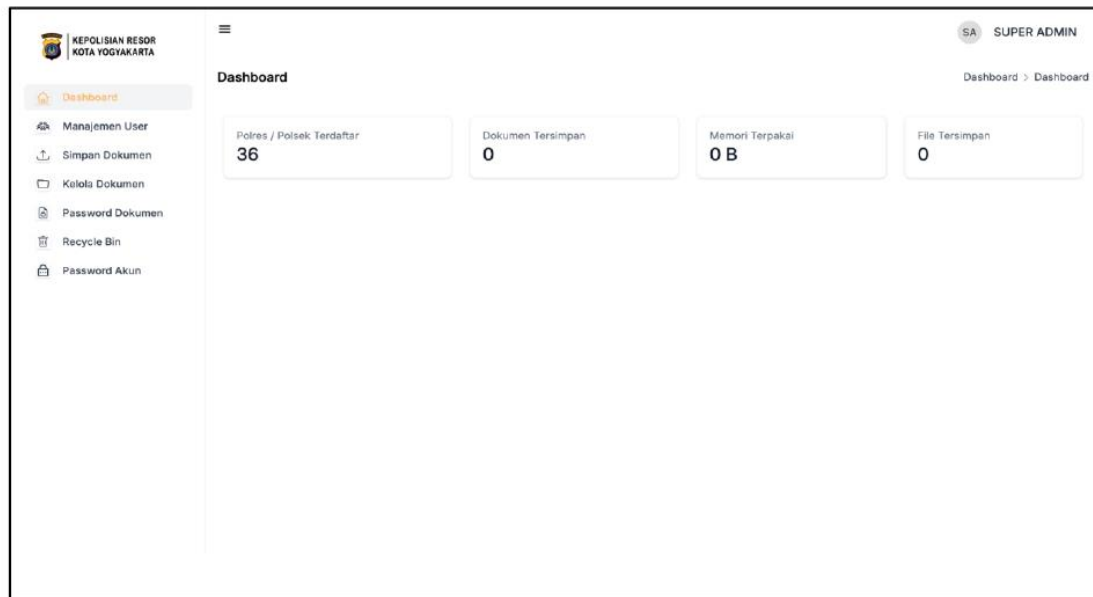 KEPOLISIAN RESOR
KOTA YOGYAKARTA
SA SUPER ADMIN
Dashboard
Dashboard > Dashboard
Dashboard
Manajemen User
Simpan Dokumen
Kelola Dokumen
Password Dokumen
Recycle Bin
Password Akun
Polres / Polsek Terdaftar
36
Dokumen Tersimpan
0
Memori Terpakai
0 B
File Tersimpan
0